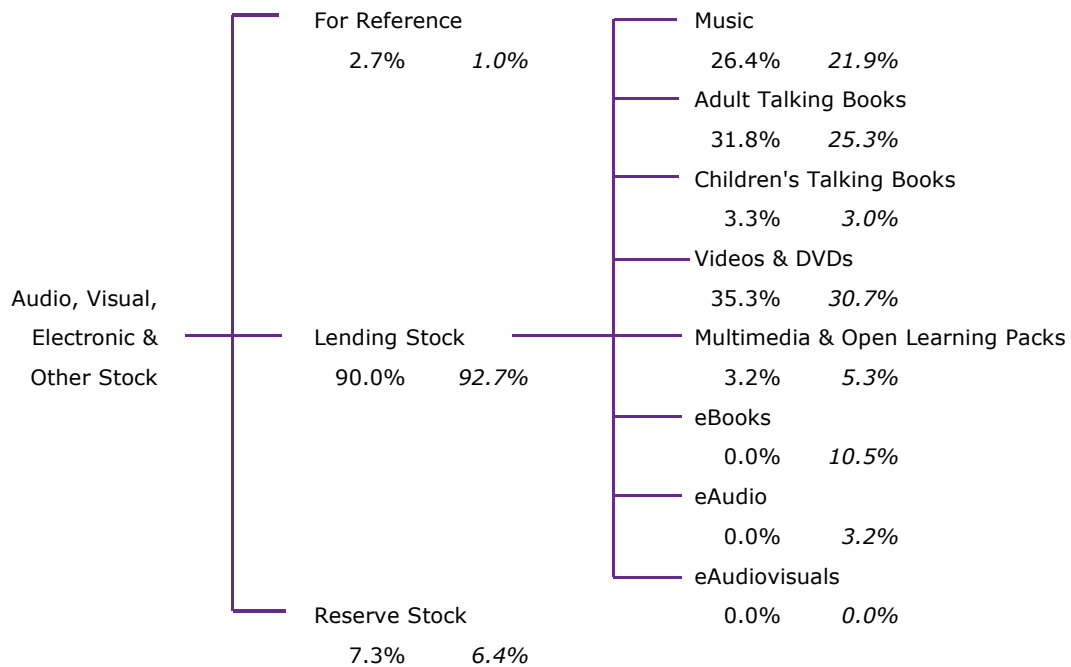 For Reference
2.7% 1.0%
Music
26.4% 21.9%
Adult Talking Books
31.8% 25.3%
Children's Talking Books
3.3% 3.0%
Videos & DVDs
35.3% 30.7%
Audio, Visual,
Electronic &
Other Stock
Lending Stock
90.0% 92.7%
Multimedia & Open Learning Packs
3.2% 5.3%
eBooks
0.0% 10.5%
eAudio
0.0% 3.2%
eAudiovisuals
0.0% 0.0%
Reserve Stock
7.3% 6.4%